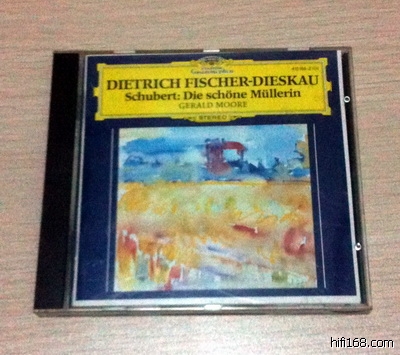 DIETRICH FISCHER-DIESKAU
Schubert: Die schöne Müllerin
GERALD MOORE
STEREO
hifi168.com